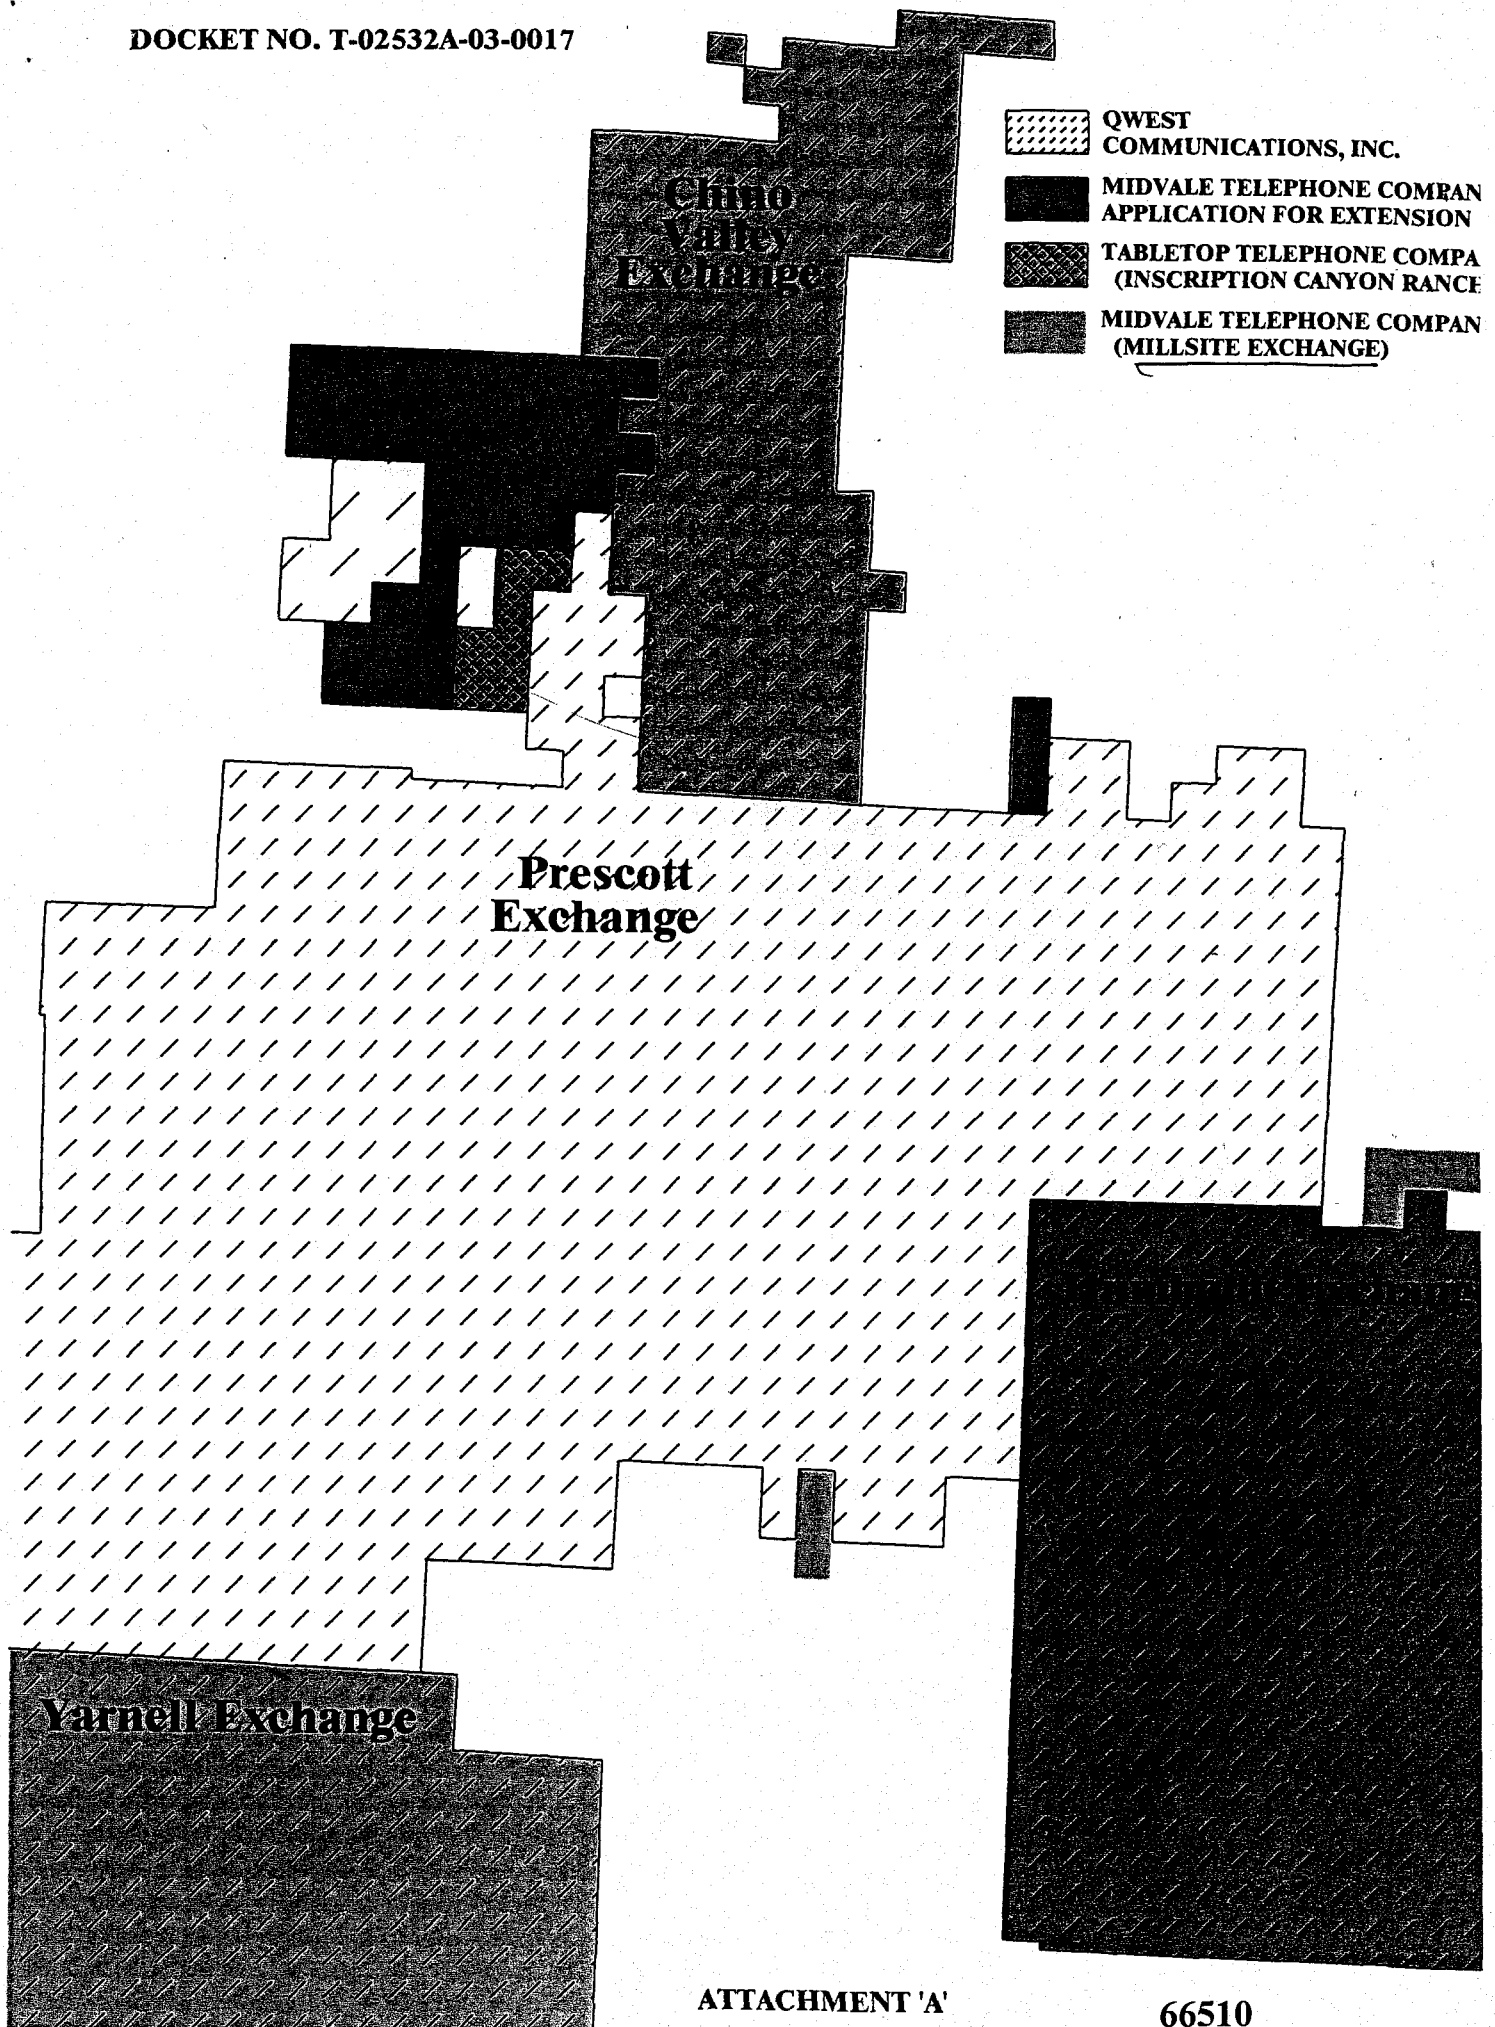 DOCKET NO. T-02532A-03-0017
QWEST
COMMUNICATIONS, INC.
MIDVALE TELEPHONE COMPAN
APPLICATION FOR EXTENSION
TABLETOP TELEPHONE COMPA
(INSCRIPTION CANYON RANCH
MIDVALE TELEPHONE COMPAN
(MILLSITE EXCHANGE)
Chino
Valley
Exchange
Prescott
Exchange
Yarnell Exchange
ATTACHMENT 'A'
66510